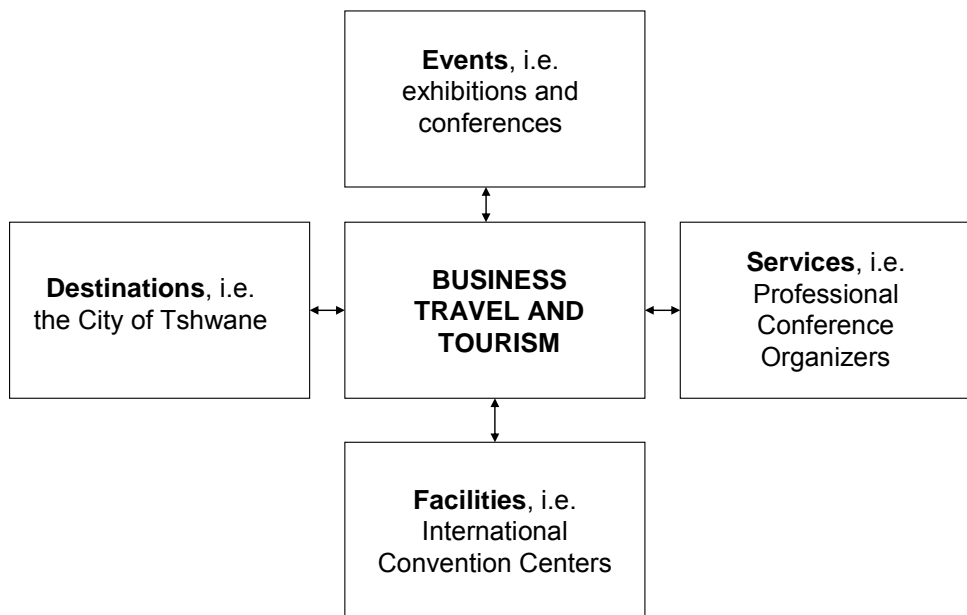 Events, i.e.
exhibitions and
conferences
Destinations, i.e.
the City of Tshwane
BUSINESS
TRAVEL AND
TOURISM
Services, i.e.
Professional
Conference
Organizers
Facilities, i.e.
International
Convention Centers